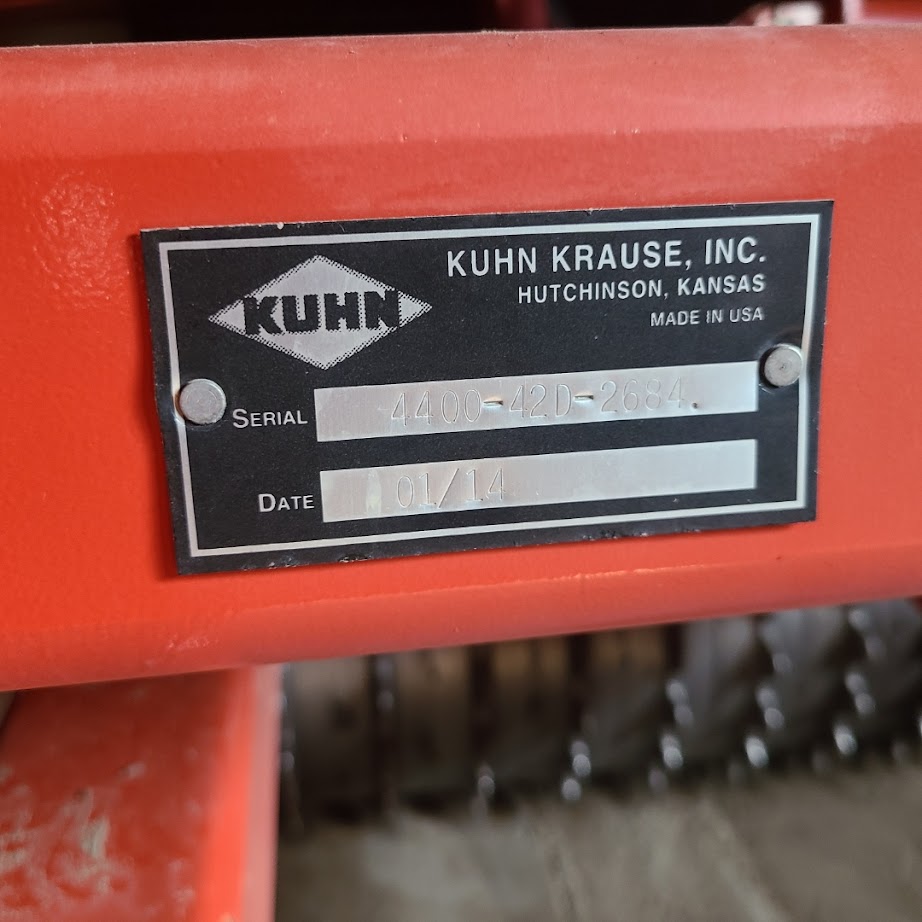 KUHN
KUHN KRAUSE, INC.
HUTCHINSON, KANSAS
MADE IN USA
SERIAL 4400-42D-2684.
DATE 01/14